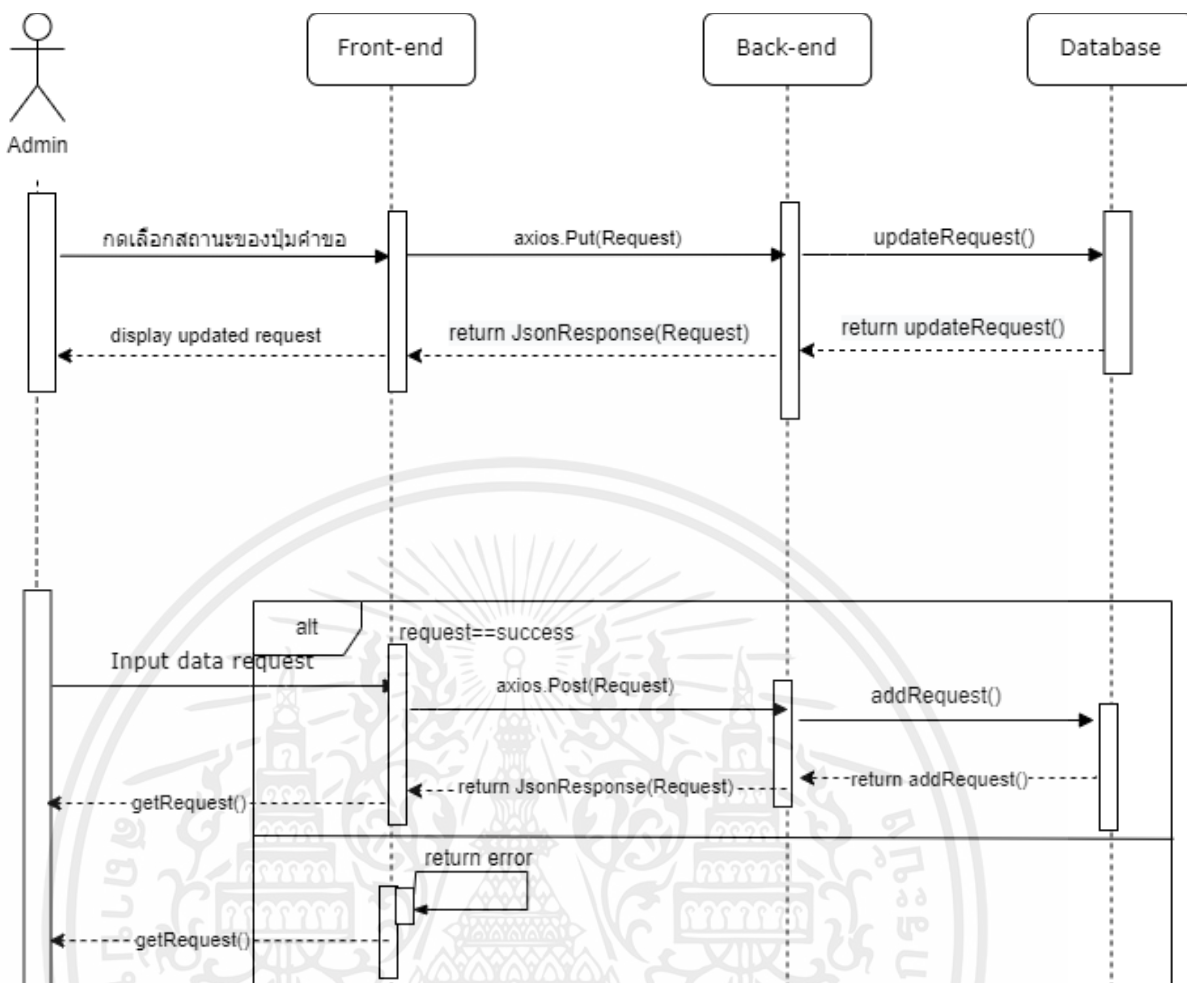 Front-end
Back-end
Database
Admin
กดเลือกสถานะของปุ่มคำขอ
axios.Put(Request)
updateRequest()
display updated request
return JsonResponse(Request)
return updateRequest()
alt
request==success
Input data request
axios.Post(Request)
addRequest()
getRequest()
return JsonResponse(Request)
return addRequest()
return error
getRequest()